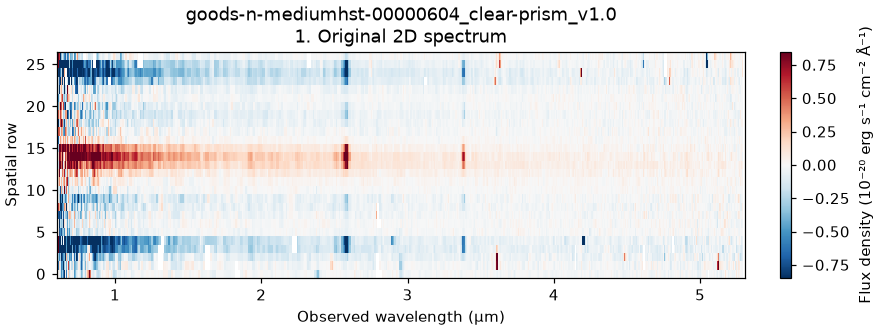 goods-n-mediumhst-00000604_clear-prism_v1.0
1. Original 2D spectrum
25
20
15
10
5
0
Spatial row
1 2 3 4 5
Observed wavelength (μm)
0.75
0.50
0.25
0.00
−0.25
−0.50
−0.75
Flux density (10⁻²⁰ erg s⁻¹ cm⁻² Å⁻¹)